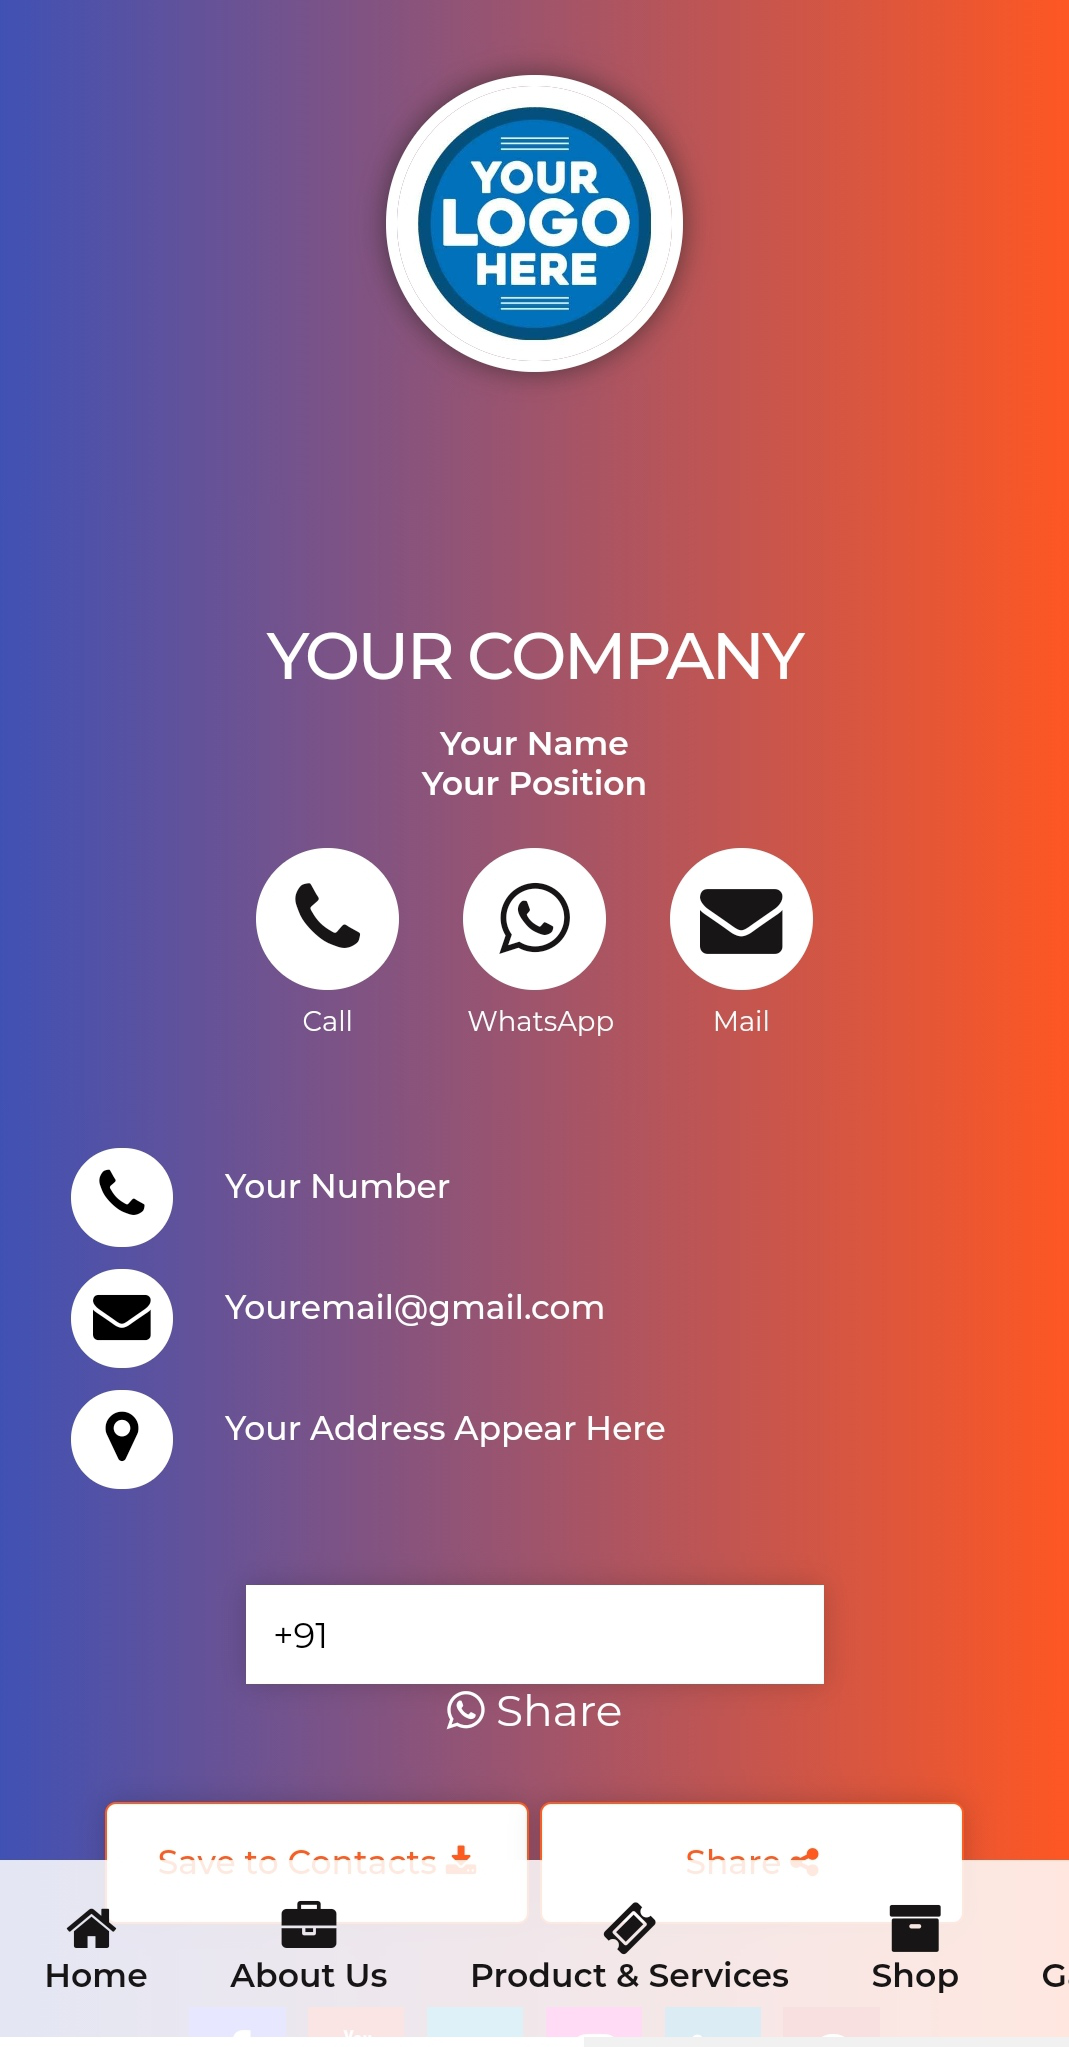 YOUR
LOGO
HERE
YOUR COMPANY
Your Name
Your Position
Call WhatsApp Mail
Your Number
Youremail@gmail.com
Your Address Appear Here
+91
Share
Save to Contacts Share
Home About Us Product & Services Shop